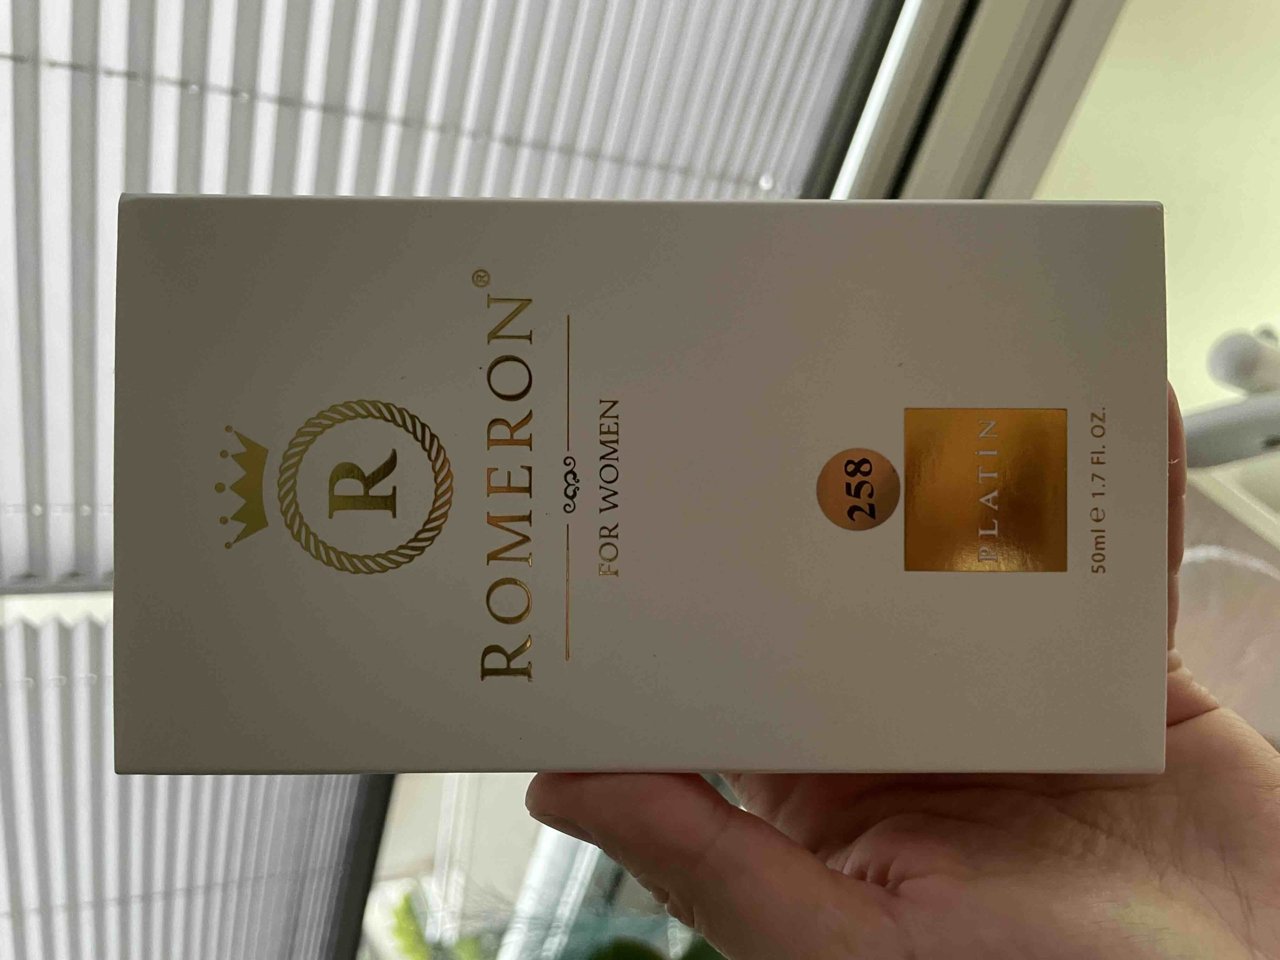 R
ROMERON®
FOR WOMEN
258
PLATİN
50ml e 1.7 Fl. OZ.